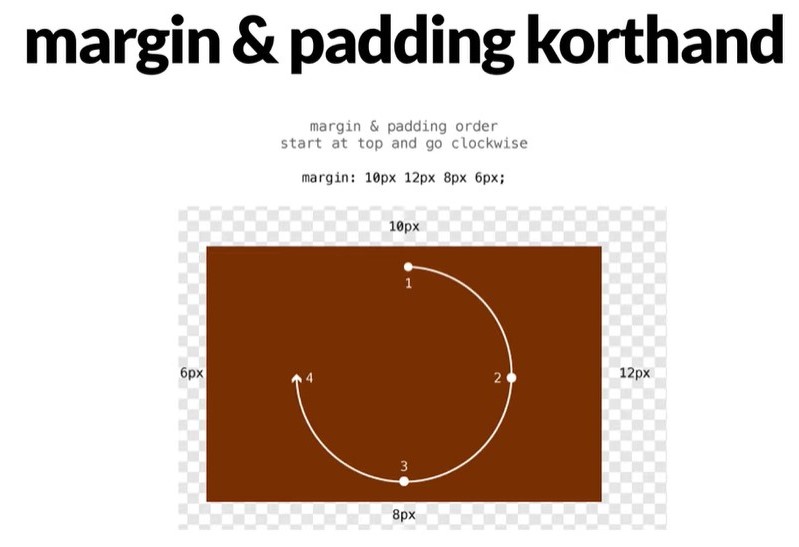 margin & padding korthand
margin & padding order
start at top and go clockwise
margin: 10px 12px 8px 6px;
10px
1
6px
4
2
12px
3
8px